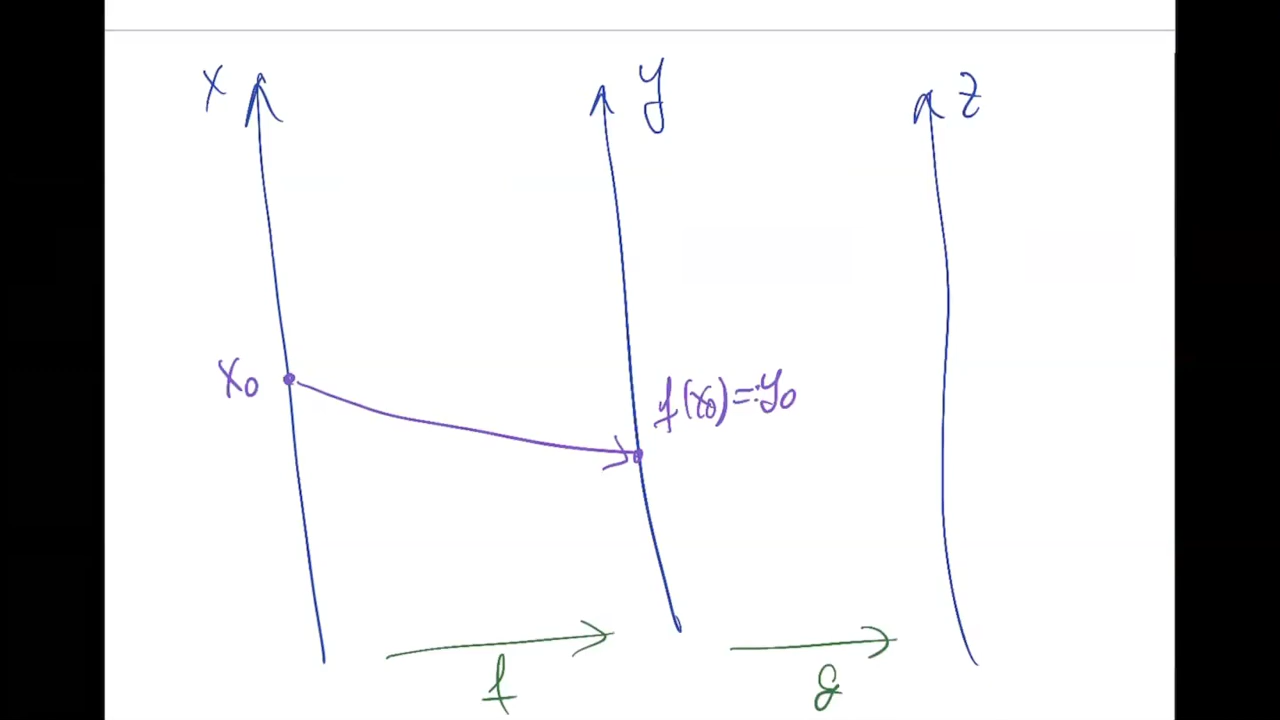 x y z
x₀ f(x₀)=:y₀
f g